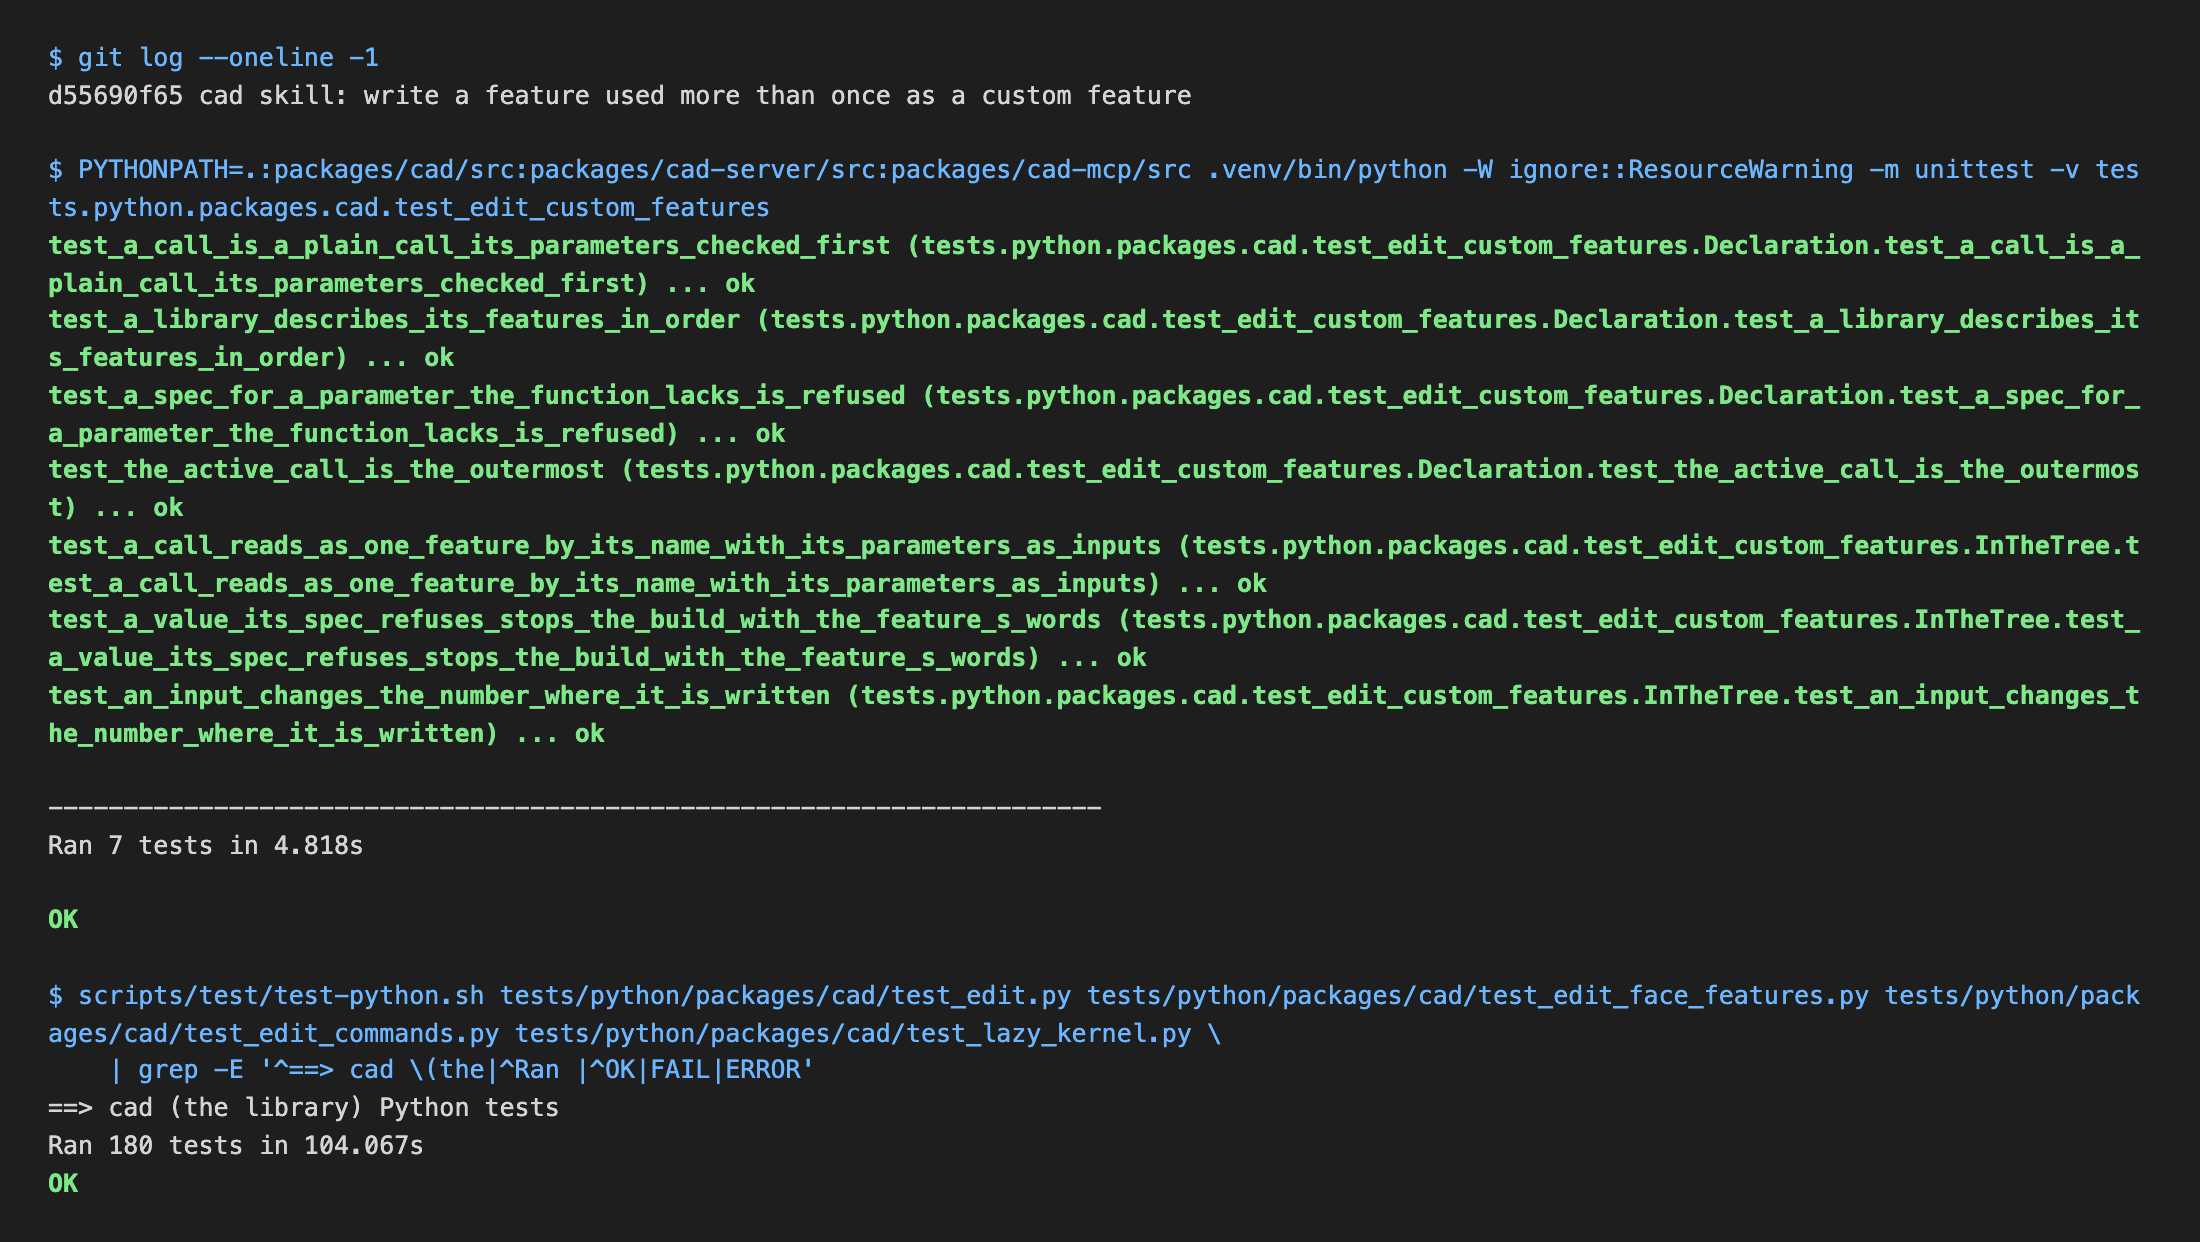 $ git log --oneline -1
d55690f65 cad skill: write a feature used more than once as a custom feature
$ PYTHONPATH=.:packages/cad/src:packages/cad-server/src:packages/cad-mcp/src .venv/bin/python -W ignore::ResourceWarning -m unittest -v tes
ts.python.packages.cad.test_edit_custom_features
test_a_call_is_a_plain_call_its_parameters_checked_first (tests.python.packages.cad.test_edit_custom_features.Declaration.test_a_call_is_a_
plain_call_its_parameters_checked_first) ... ok
test_a_library_describes_its_features_in_order (tests.python.packages.cad.test_edit_custom_features.Declaration.test_a_library_describes_it
s_features_in_order) ... ok
test_a_spec_for_a_parameter_the_function_lacks_is_refused (tests.python.packages.cad.test_edit_custom_features.Declaration.test_a_spec_for_
a_parameter_the_function_lacks_is_refused) ... ok
test_the_active_call_is_the_outermost (tests.python.packages.cad.test_edit_custom_features.Declaration.test_the_active_call_is_the_outermos
t) ... ok
test_a_call_reads_as_one_feature_by_its_name_with_its_parameters_as_inputs (tests.python.packages.cad.test_edit_custom_features.InTheTree.t
est_a_call_reads_as_one_feature_by_its_name_with_its_parameters_as_inputs) ... ok
test_a_value_its_spec_refuses_stops_the_build_with_the_feature_s_words (tests.python.packages.cad.test_edit_custom_features.InTheTree.test_
a_value_its_spec_refuses_stops_the_build_with_the_feature_s_words) ... ok
test_an_input_changes_the_number_where_it_is_written (tests.python.packages.cad.test_edit_custom_features.InTheTree.test_an_input_changes_t
he_number_where_it_is_written) ... ok
----------------------------------------------------------------------
Ran 7 tests in 4.818s
OK
$ scripts/test/test-python.sh tests/python/packages/cad/test_edit.py tests/python/packages/cad/test_edit_face_features.py tests/python/pack
ages/cad/test_edit_commands.py tests/python/packages/cad/test_lazy_kernel.py \
    | grep -E '^==> cad \(the|^Ran |^OK|FAIL|ERROR'
==> cad (the library) Python tests
Ran 180 tests in 104.067s
OK